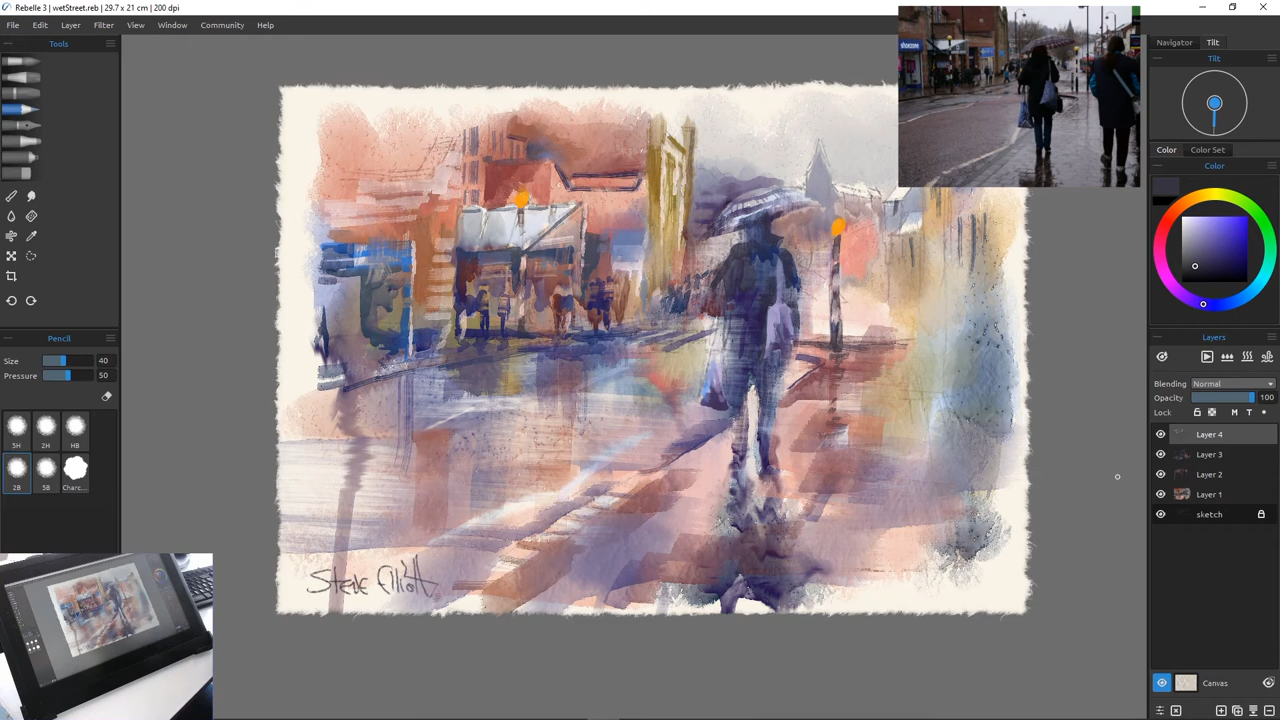 Rebelle 3 | wetStreet.reb | 29.7 x 21 cm | 200 dpi
File Edit Layer Filter View Window Community Help
Tools
Navigator Tilt
Tilt
shoezone
Color Color Set
Color
Pencil
Size 40
Pressure 50
5H 2H HB
2B 5B Charc...
Layers
Blending Normal
Opacity 100
Lock M T
Layer 4
Layer 3
Layer 2
Layer 1
sketch
Steve Elliott
Canvas